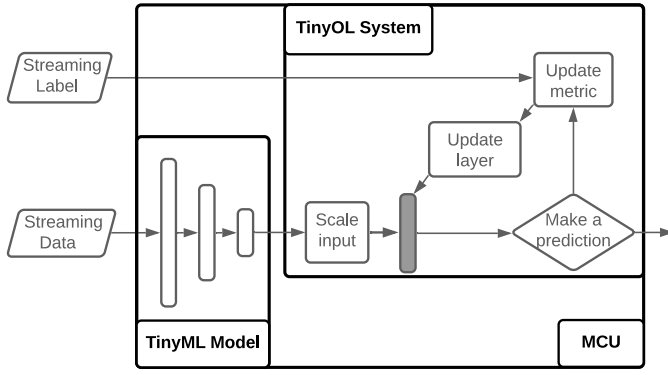 TinyOL System
Streaming
Label
Update
metric
Update
layer
Streaming
Data
Scale
input
Make a
prediction
TinyML Model
MCU